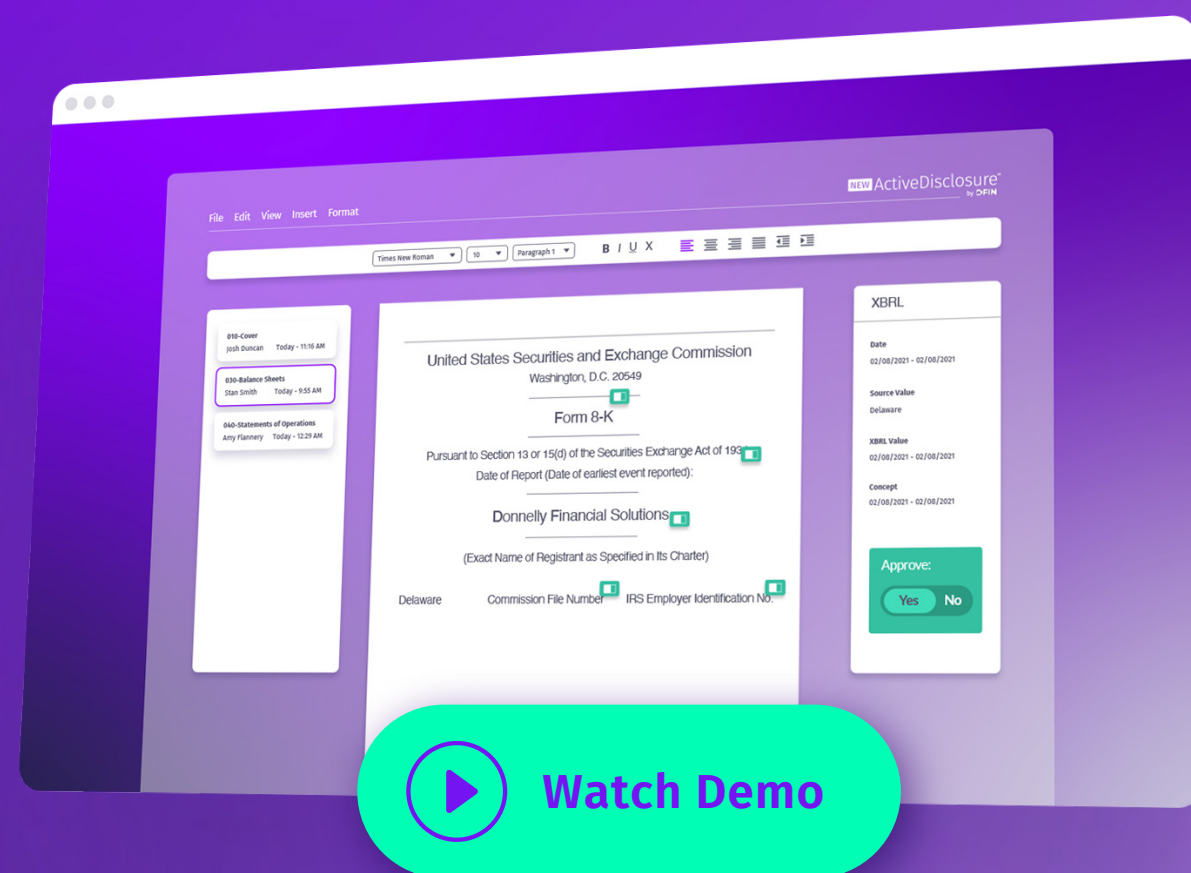 NEW ActiveDisclosure™
by DFIN
File Edit View Insert Format
Times New Roman 10 Paragraph 1 B I U X
010-Cover
Josh Duncan Today - 11:16 AM
030-Balance Sheets
Stan Smith Today - 9:55 AM
040-Statements of Operations
Amy Flannery Today - 12:29 AM
United States Securities and Exchange Commission
Washington, D.C. 20549
Form 8-K
Pursuant to Section 13 or 15(d) of the Securities Exchange Act of
Date of Report (Date of earliest event reported):
Donnelly Financial Solutions
(Exact Name of Registrant as Specified in Its Charter)
Delaware Commission File Number IRS Employer Identification No.
XBRL
Date
02/08/2021 - 02/08/2021
Source Value
Delaware
XBRL Value
02/08/2021 - 02/08/2021
Concept
02/08/2021 - 02/08/2021
Approve:
Yes No
Watch Demo